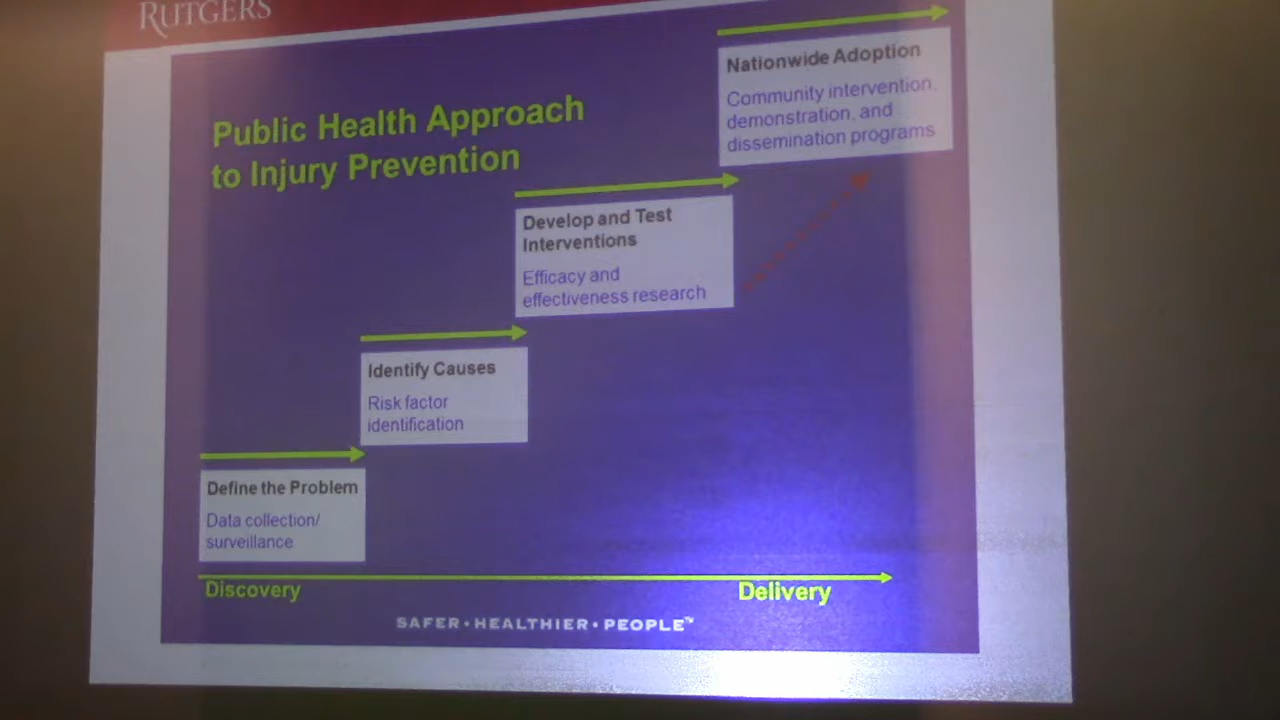 RUTGERS
Public Health Approach
to Injury Prevention
Nationwide Adoption
Community intervention,
demonstration, and
dissemination programs
Develop and Test
Interventions
Efficacy and
effectiveness research
Identify Causes
Risk factor
identification
Define the Problem
Data collection/
surveillance
Discovery
Delivery
SAFER • HEALTHIER • PEOPLE™